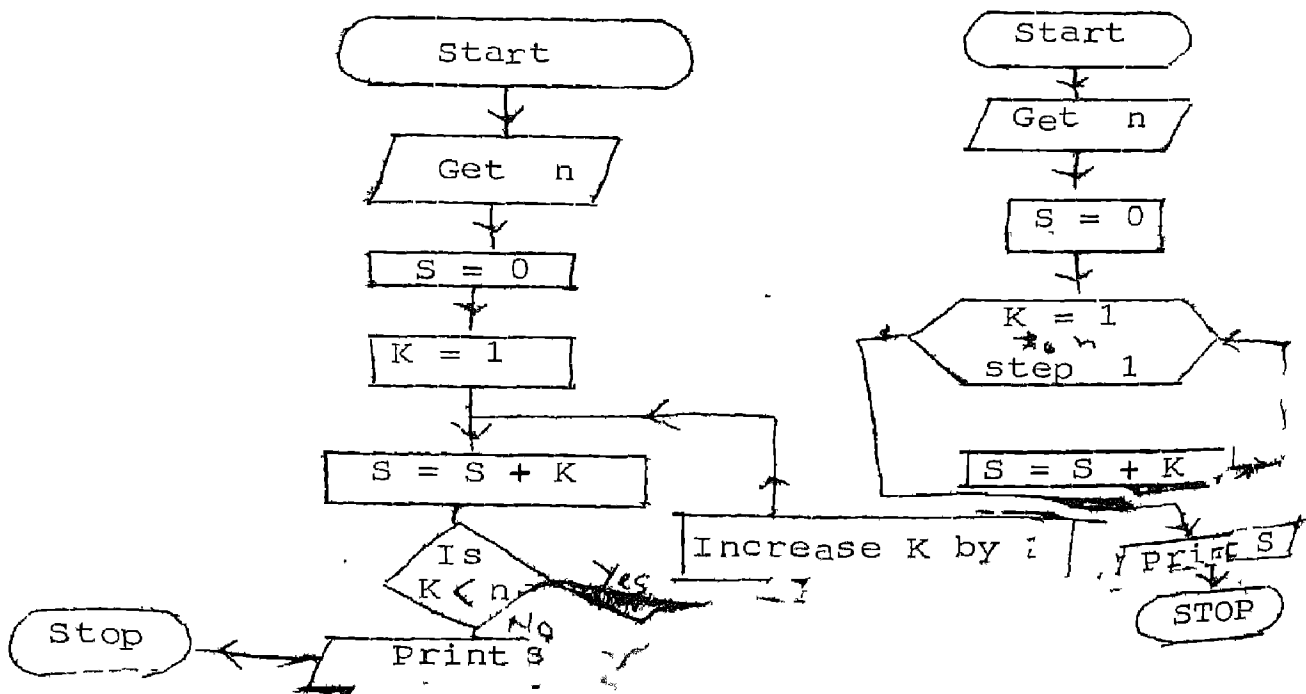 Start
Get n
S = 0
K = 1
S = S + K
Is
K < n
Yes
No
Increase K by
Print s
Stop
Start
Get n
S = 0
K = 1
to n
step 1
S = S + K
Print S
STOP